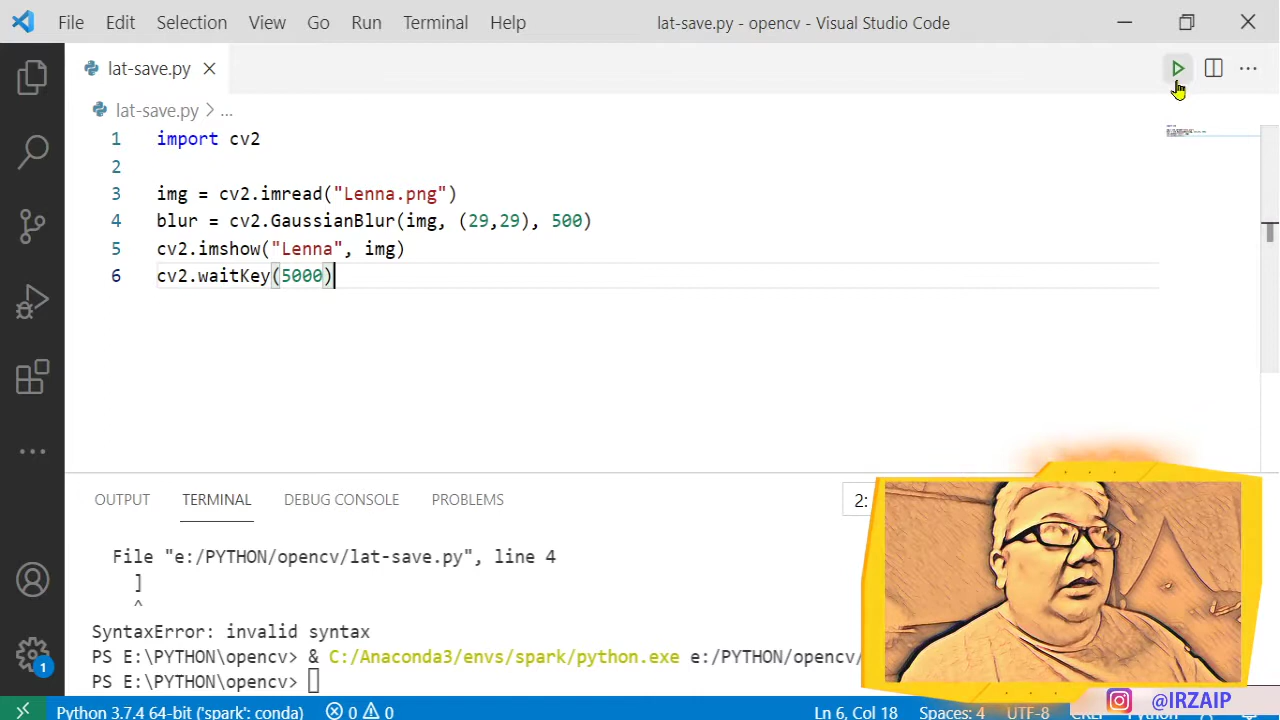 File Edit Selection View Go Run Terminal Help lat-save.py - opencv - Visual Studio Code
lat-save.py
lat-save.py > ...
1 import cv2
2
3 img = cv2.imread("Lenna.png")
4 blur = cv2.GaussianBlur(img, (29,29), 500)
5 cv2.imshow("Lenna", img)
6 cv2.waitKey(5000)
OUTPUT TERMINAL DEBUG CONSOLE PROBLEMS 2:
File "e:/PYTHON/opencv/lat-save.py", line 4
]
^
SyntaxError: invalid syntax
PS E:\PYTHON\opencv> & C:/Anaconda3/envs/spark/python.exe e:/PYTHON/opencv/
PS E:\PYTHON\opencv>
1
@IRZAIP
Python 3.7.4 64-bit ('spark': conda) 0 0 Ln 6, Col 18 Spaces: 4 UTF-8 CRLF Python